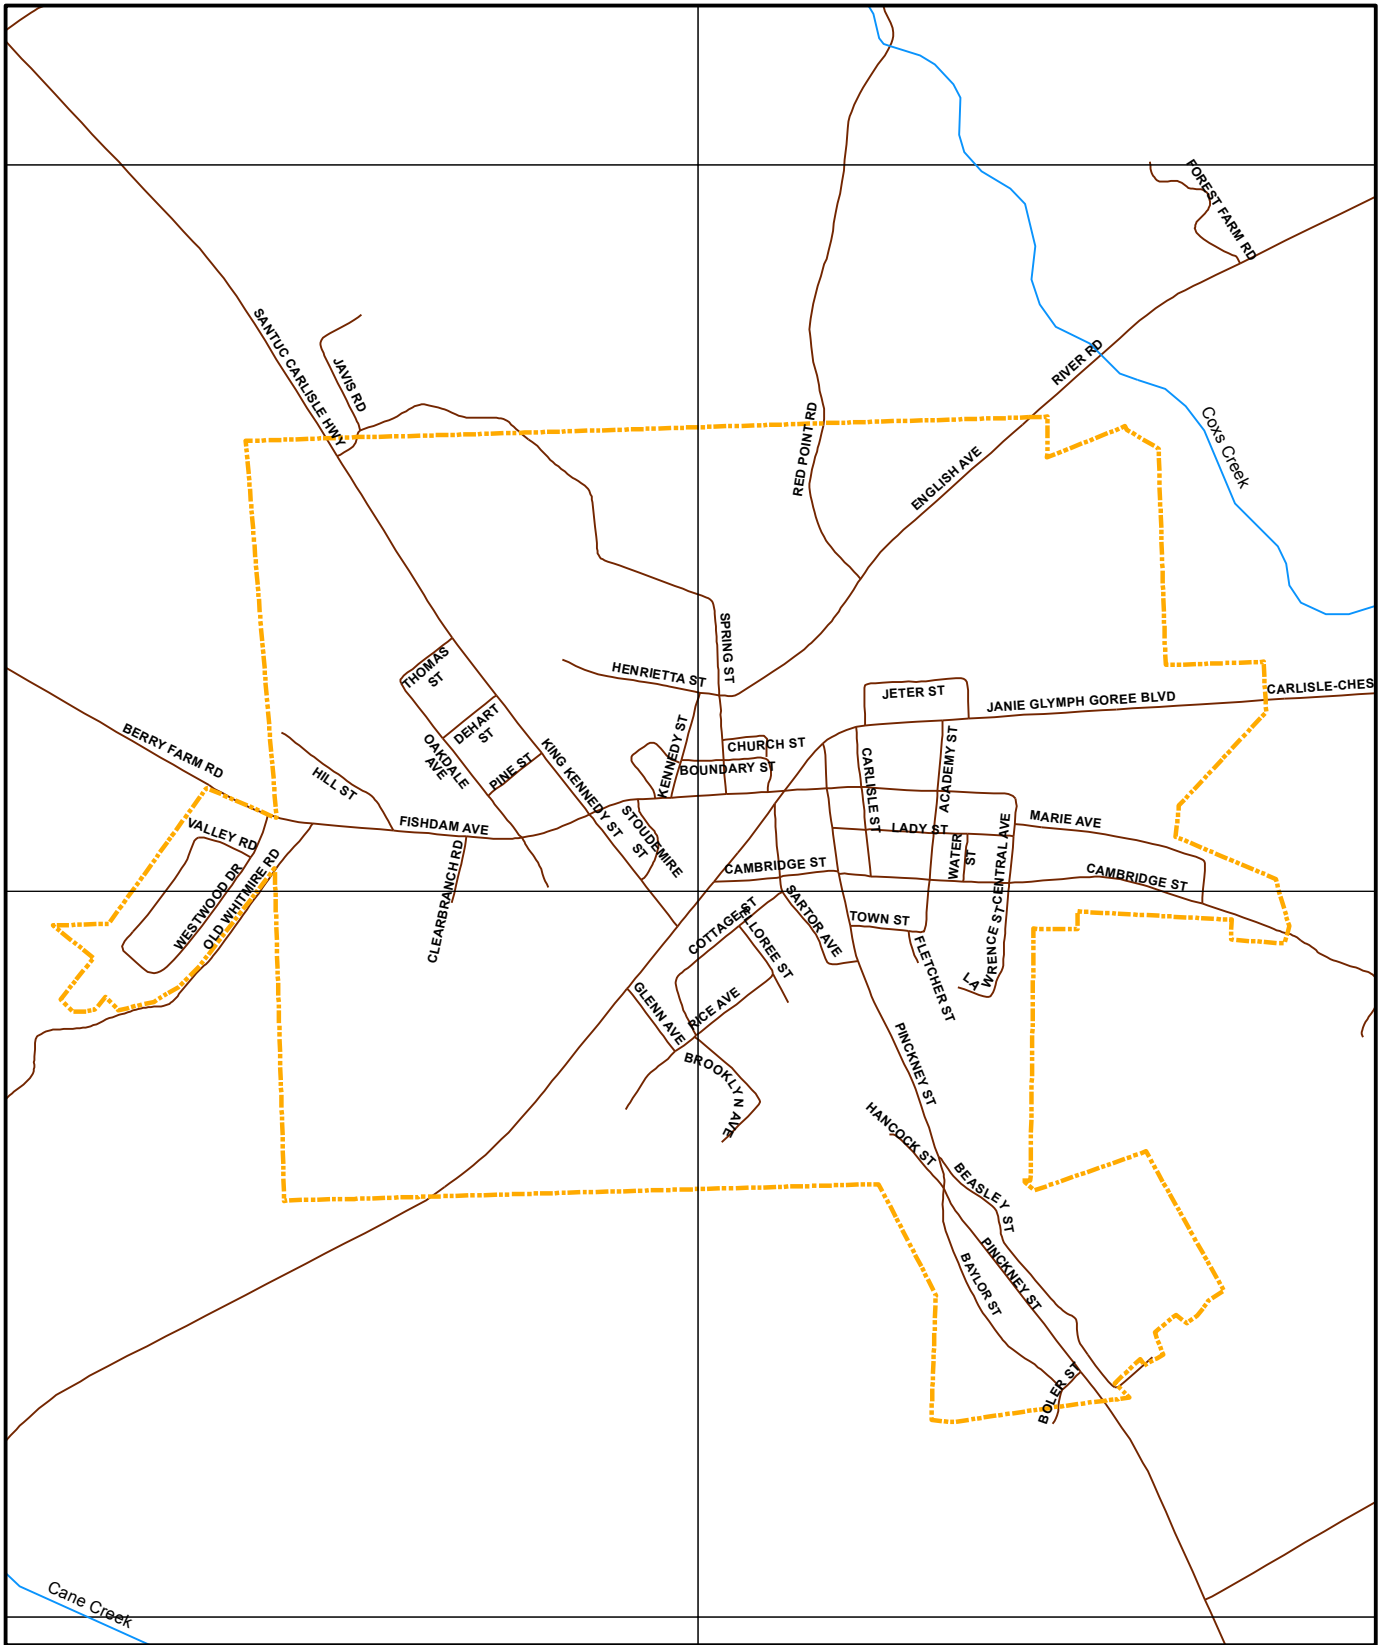 FOREST FARM RD
SANTUC CARLISLE HWY
JAVIS RD
RIVER RD
RED POINT RD
Coxs Creek
ENGLISH AVE
SPRING ST
HENRIETTA ST
THOMAS
ST
JETER ST
CARLISLE-CHES
JANIE GLYMPH GOREE BLVD
DEHART
ST
BERRY FARM RD
OAKDALE
AVE
KING KENNEDY ST
KENNEDY ST
CHURCH ST
BOUNDARY ST
PINE ST
HILL ST
CARLISLE ST
ACADEMY ST
FISHDAM AVE
STOUDEMIRE
ST
LADY ST
MARIE AVE
VALLEY RD
WATER
ST
CENTRAL AVE
CAMBRIDGE ST
CAMBRIDGE ST
WESTWOOD DR
OLD WHITMIRE RD
CLEARBRANCH RD
COTTAGE ST
ELLOREE ST
SARTOR AVE
TOWN ST
FLETCHER ST
LAWRENCE ST
GLENN AVE
RICE AVE
BROOKLYN AVE
PINCKNEY ST
HANCOCK ST
BEASLEY ST
PINCKNEY ST
BAYLOR ST
BOLER ST
Cane Creek